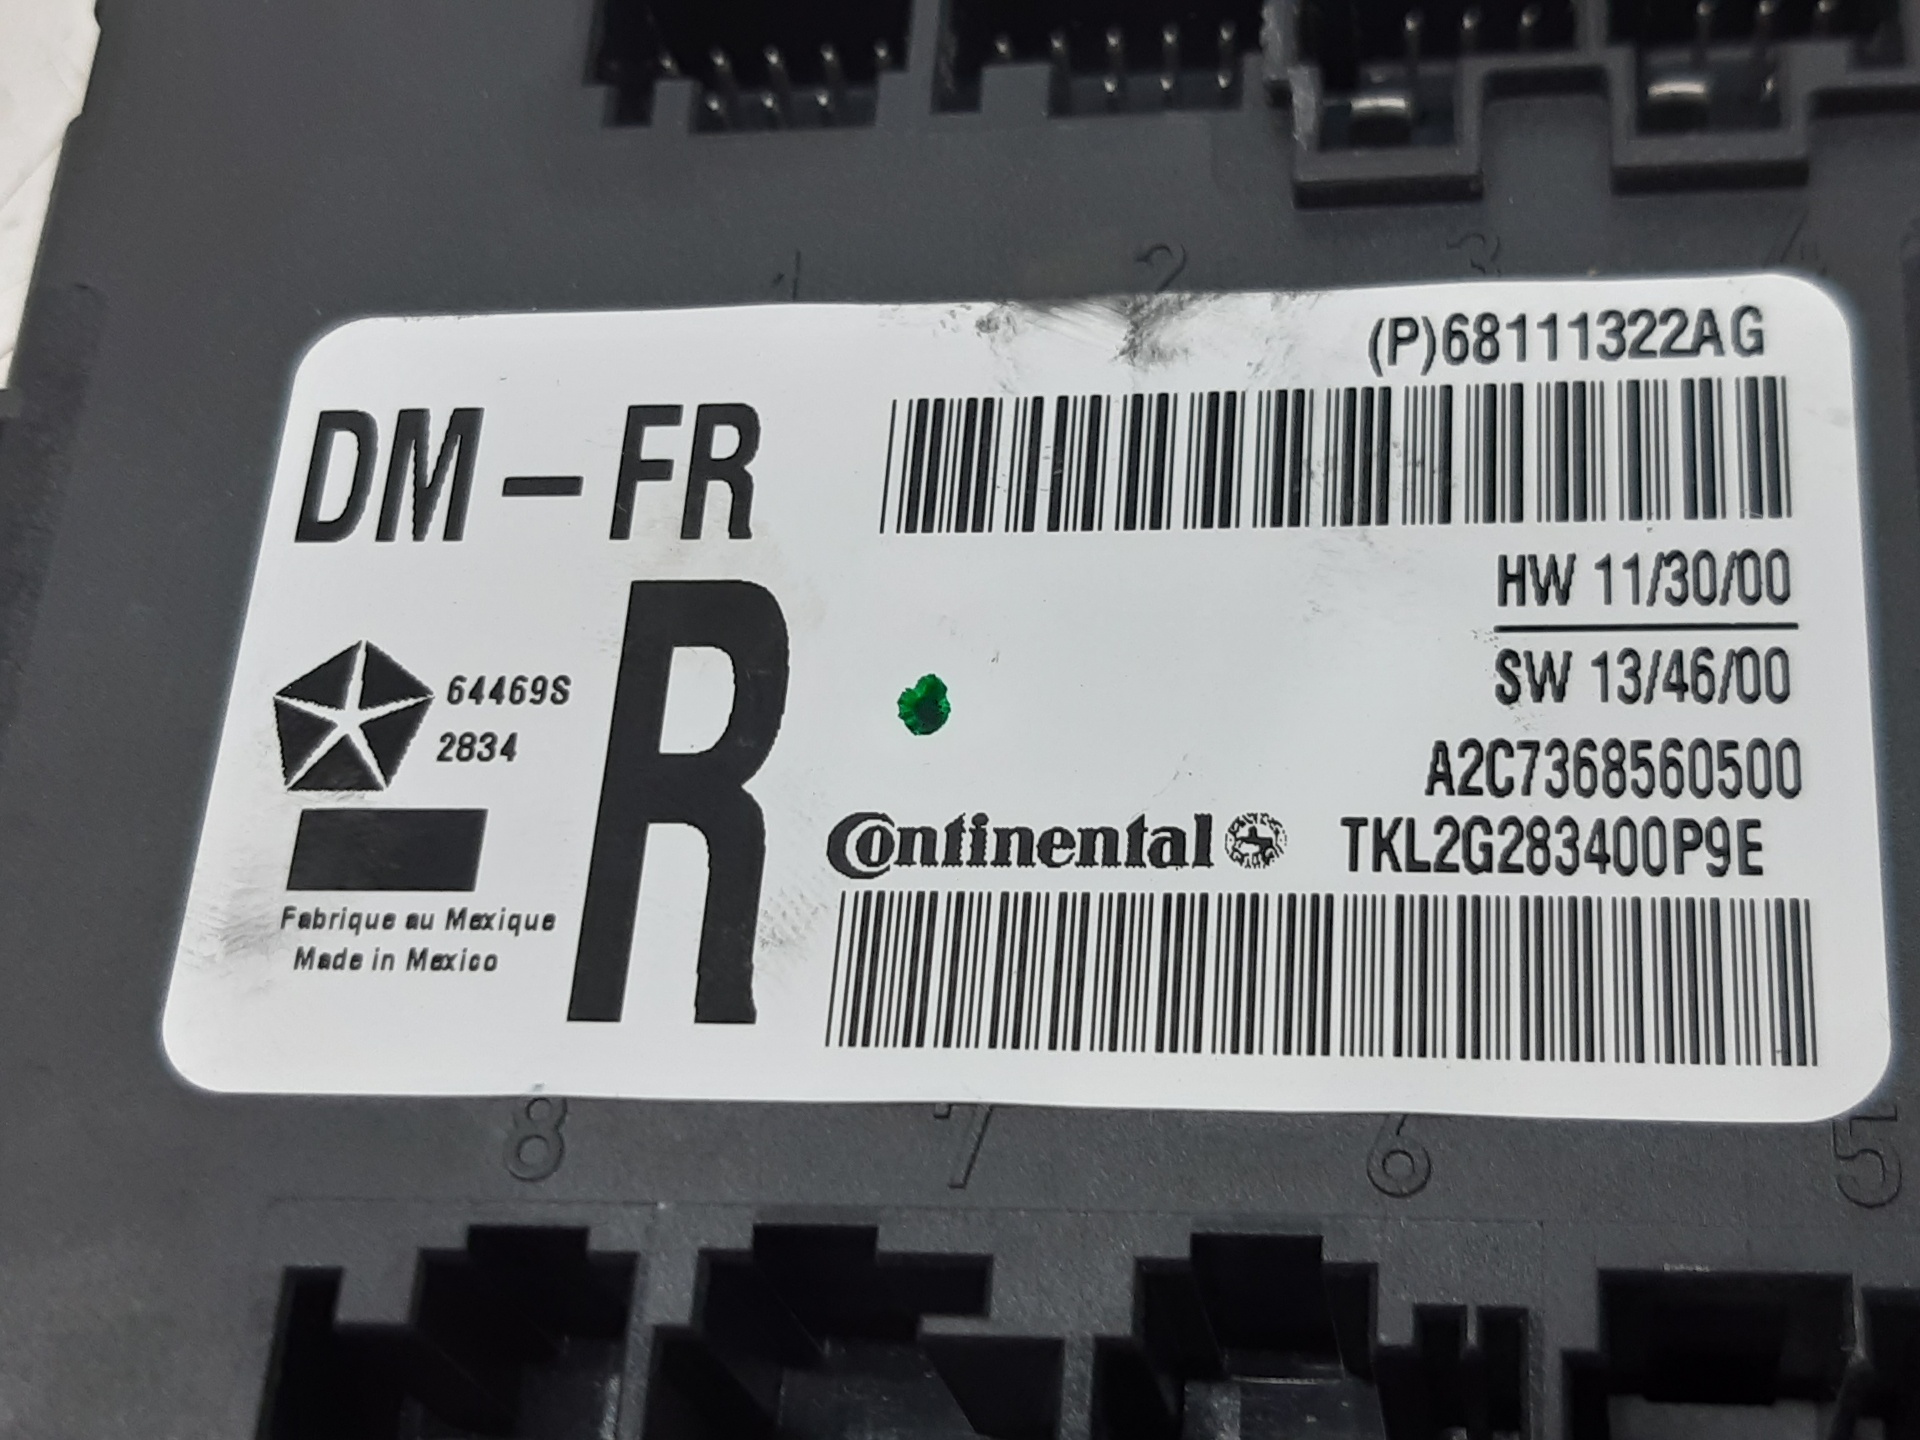 1 2 3 4
(P)68111322AG
DM-FR
HW 11/30/00
SW 13/46/00
64469S
2834
R
A2C7368560500
Continental TKL2G283400P9E
Fabrique au Mexique
Made in Mexico
8 7 6 5